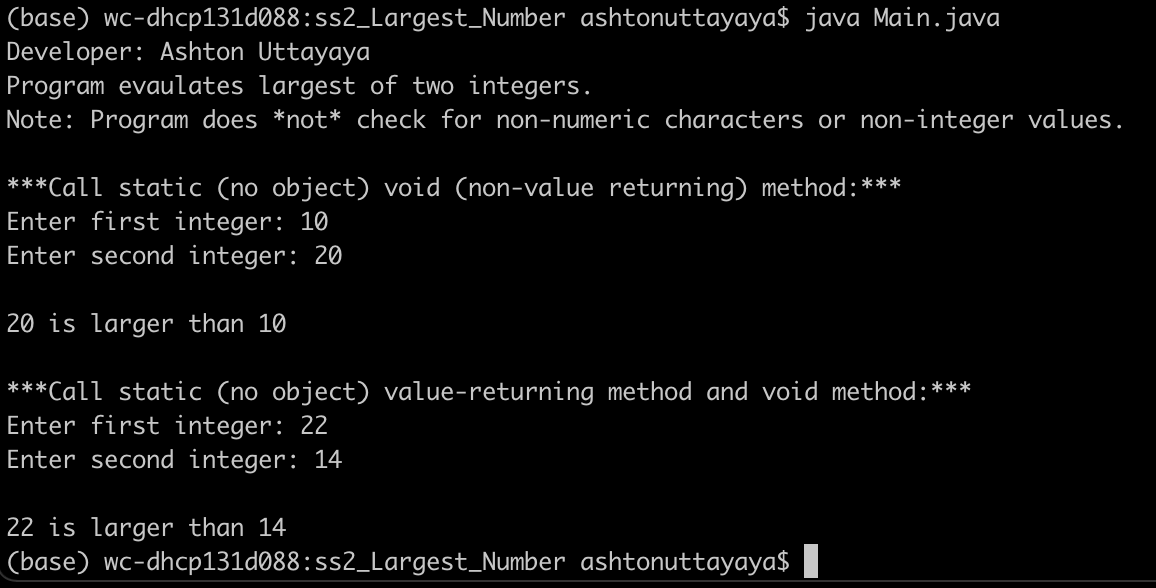 (base) wc-dhcp131d088:ss2_Largest_Number ashtonuttayaya$ java Main.java
Developer: Ashton Uttayaya
Program evaulates largest of two integers.
Note: Program does *not* check for non-numeric characters or non-integer values.
***Call static (no object) void (non-value returning) method:***
Enter first integer: 10
Enter second integer: 20
20 is larger than 10
***Call static (no object) value-returning method and void method:***
Enter first integer: 22
Enter second integer: 14
22 is larger than 14
(base) wc-dhcp131d088:ss2_Largest_Number ashtonuttayaya$